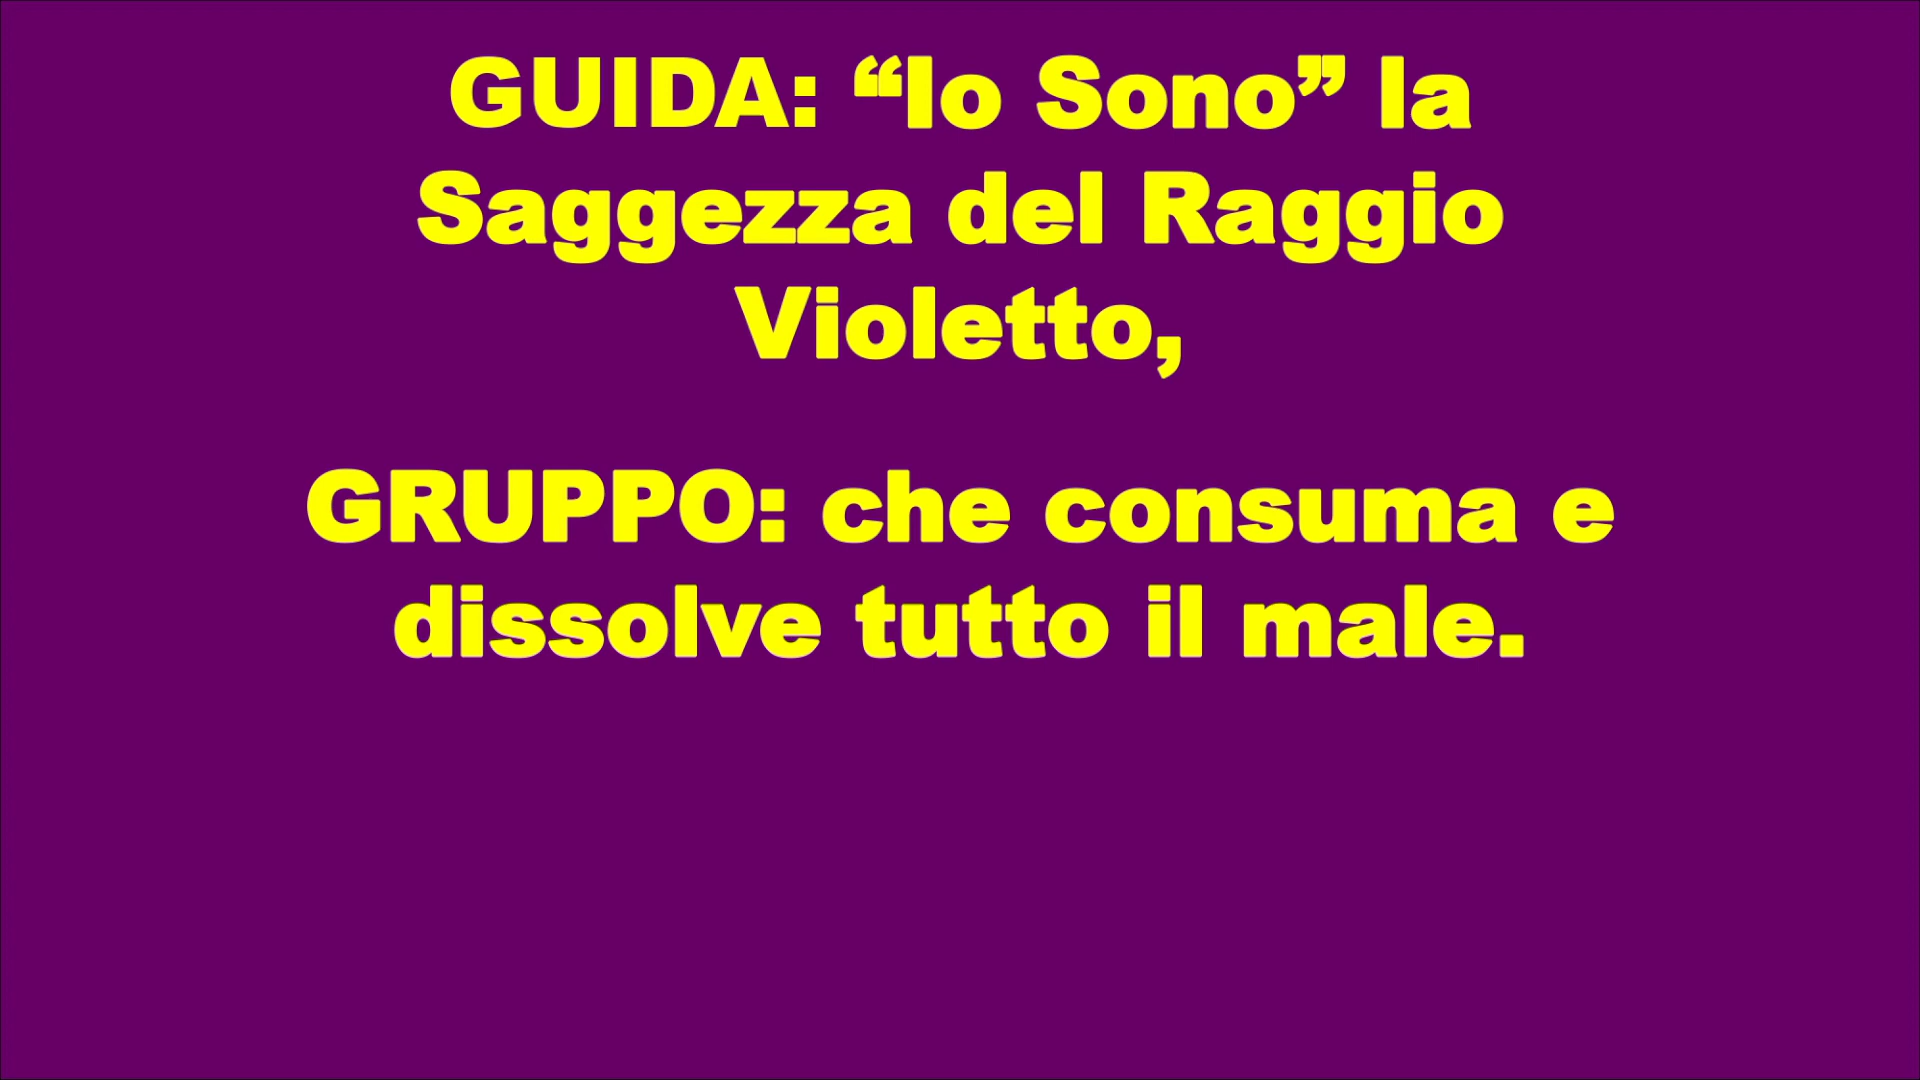 GUIDA: “Io Sono” la
Saggezza del Raggio
Violetto,
GRUPPO: che consuma e
dissolve tutto il male.